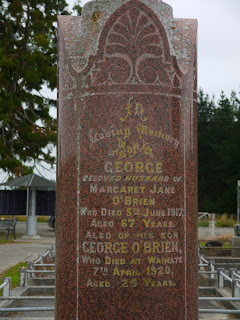 In
Loving Memory
of
GEORGE
BELOVED HUSBAND OF
MARGARET JANE
O'BRIEN
WHO DIED 5TH JUNE 1917
AGED 67 YEARS.
ALSO OF HIS SON
GEORGE O'BRIEN,
WHO DIED AT WAIMATE
7TH APRIL 1920,
AGED 25 YEARS.